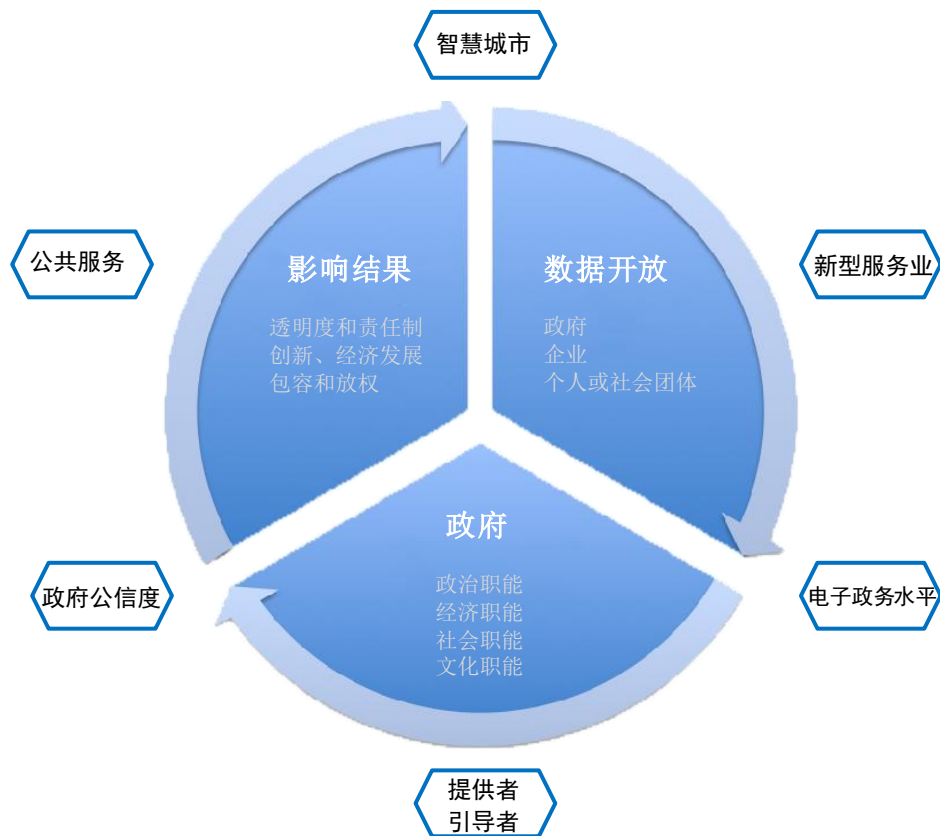 智慧城市
公共服务
影响结果
透明度和责任制
创新、经济发展
包容和放权
数据开放
政府
企业
个人或社会团体
新型服务业
政府公信度
政府
政治职能
经济职能
社会职能
文化职能
电子政务水平
提供者
引导者